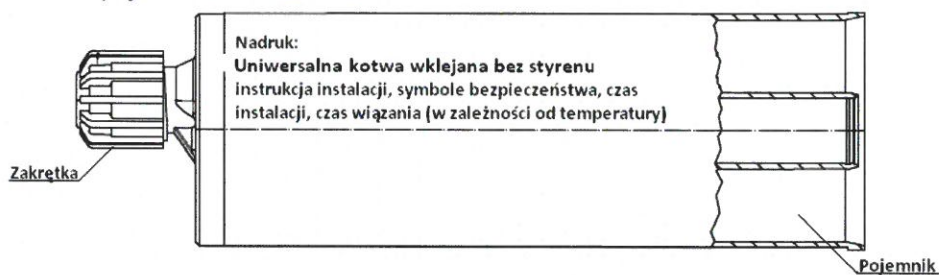 Nadruk:
Uniwersalna kotwa wklejana bez styrenu
instrukcja instalacji, symbole bezpieczeństwa, czas
instalacji, czas wiązania (w zależności od temperatury)
Zakrętka
Pojemnik